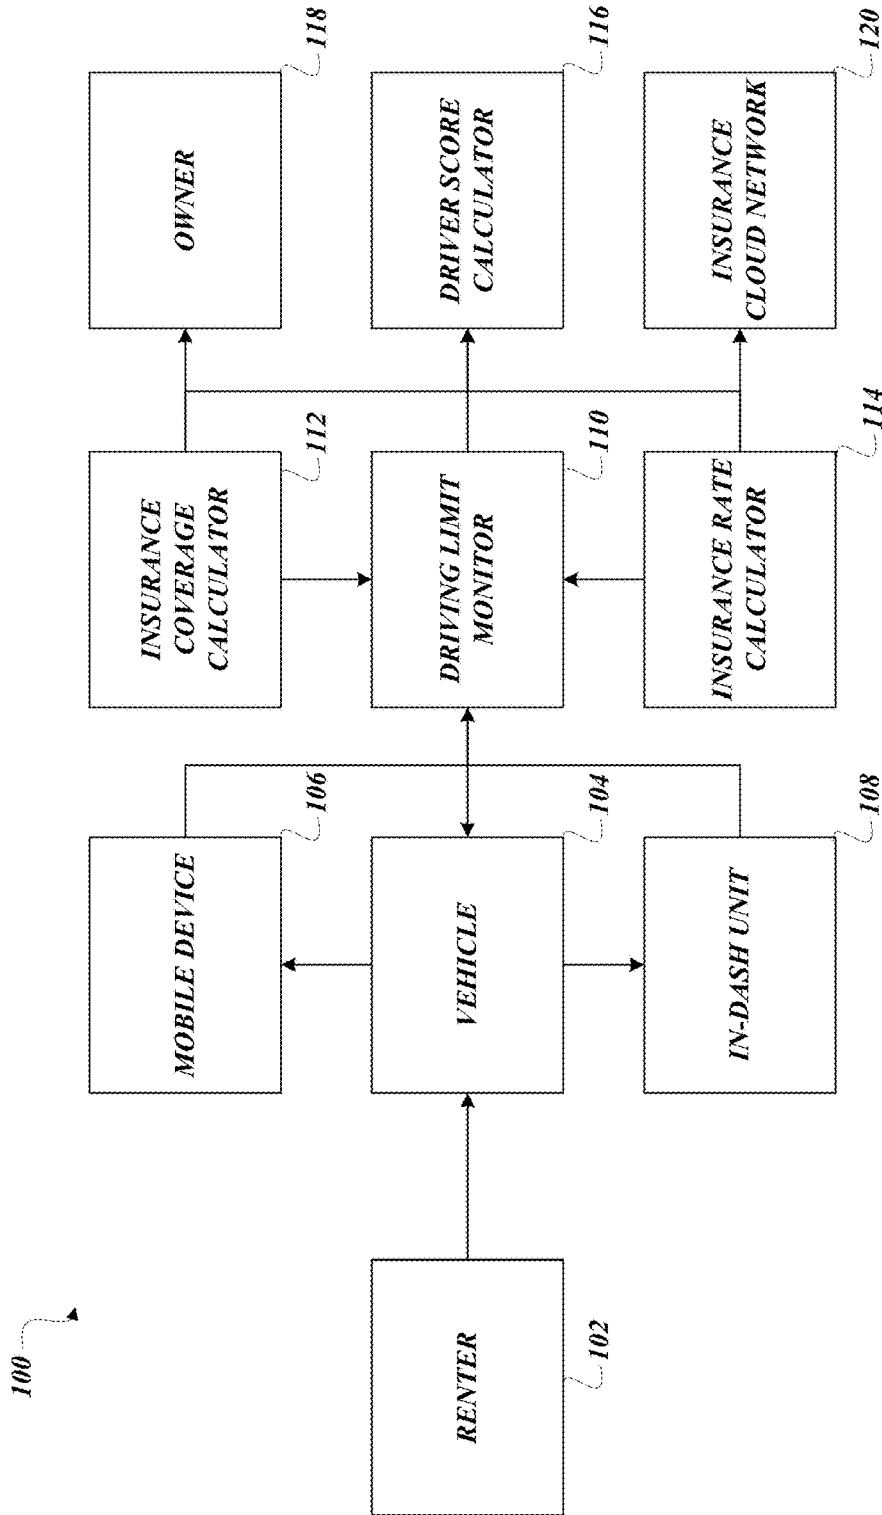 100
RENTER
102
MOBILE DEVICE
106
VEHICLE
104
IN-DASH UNIT
108
INSURANCE
COVERAGE
CALCULATOR
112
DRIVING LIMIT
MONITOR
110
INSURANCE RATE
CALCULATOR
114
OWNER
118
DRIVER SCORE
CALCULATOR
116
INSURANCE
CLOUD NETWORK
120